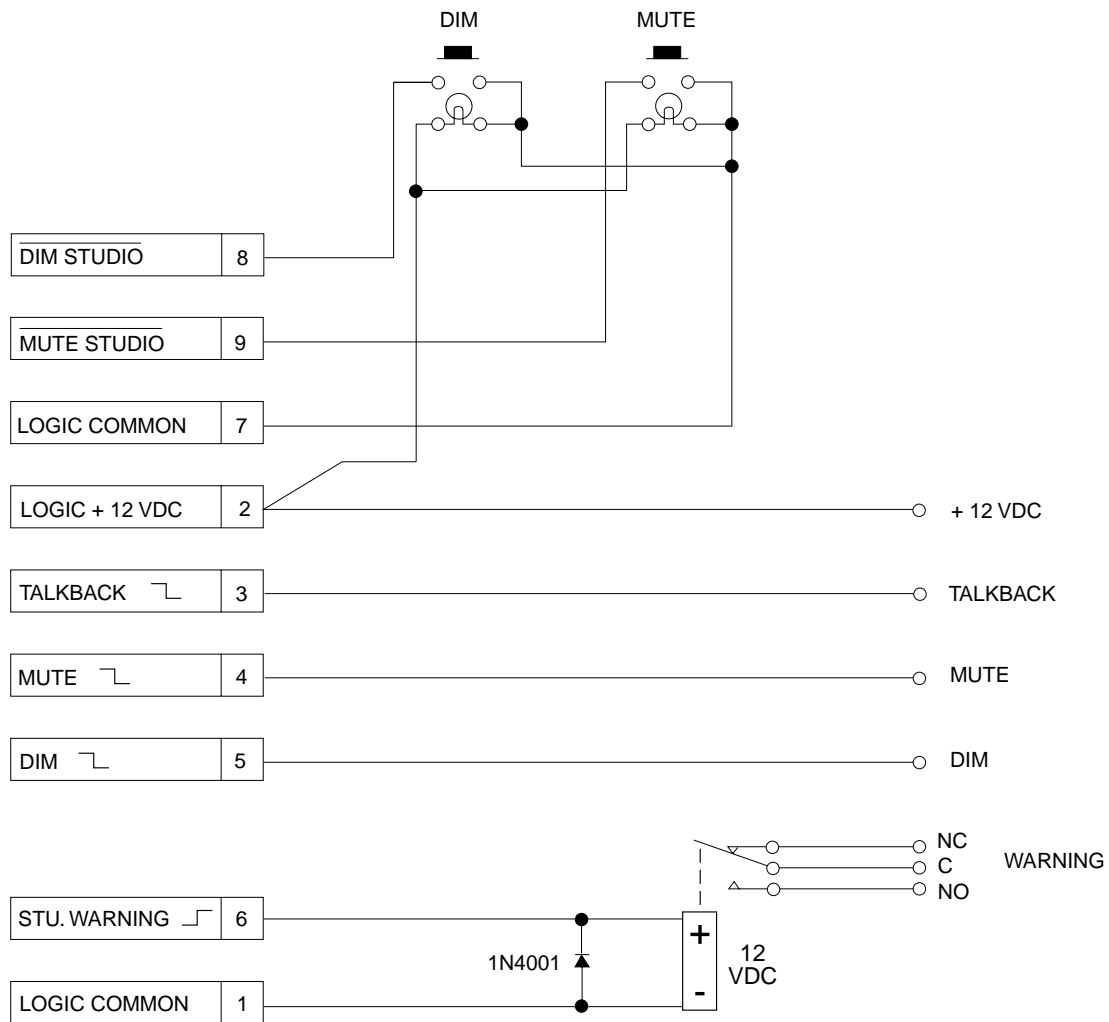 DIM MUTE
DIM STUDIO 8
MUTE STUDIO 9
LOGIC COMMON 7
LOGIC + 12 VDC 2 + 12 VDC
TALKBACK 3 TALKBACK
MUTE 4 MUTE
DIM 5 DIM
NC
C WARNING
NO
STU. WARNING 6
+
1N4001 12
VDC
-
LOGIC COMMON 1